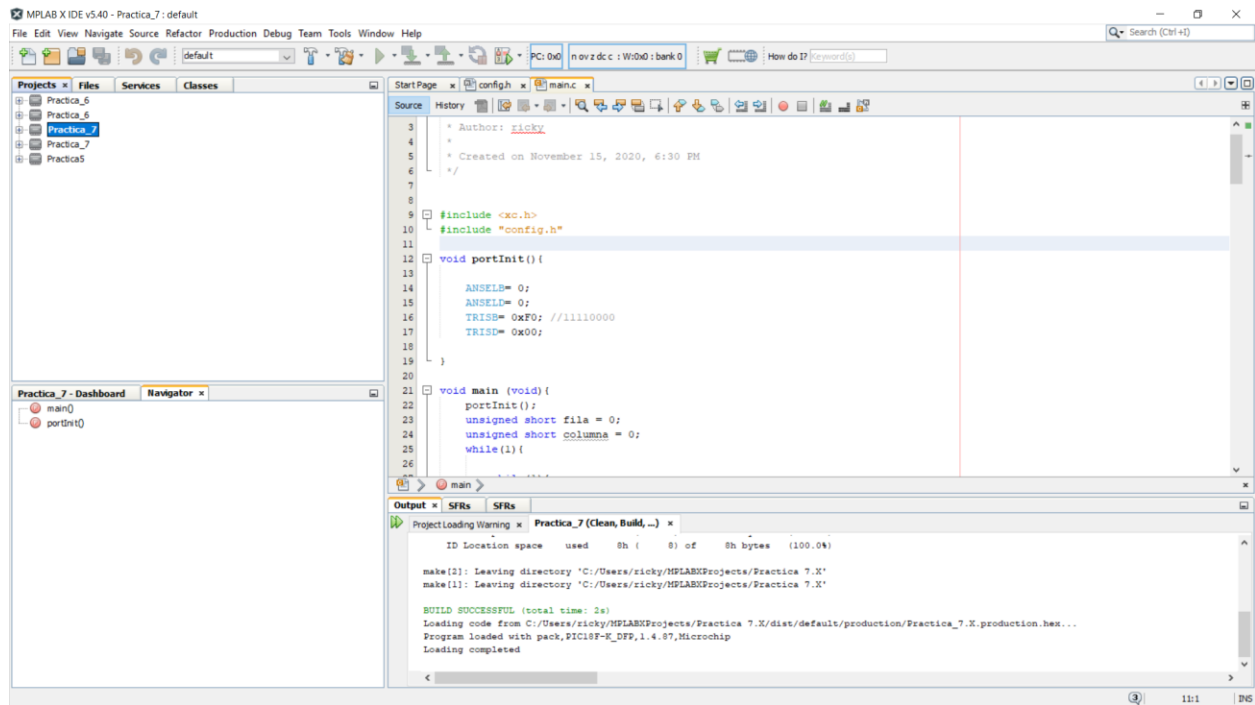 MPLAB X IDE v5.40 - Practica_7 : default
File Edit View Navigate Source Refactor Production Debug Team Tools Window Help
Search (Ctrl+I)
default
PC: 0x0
n ov z dc c : W:0x0 : bank 0
How do I? Keyword(s)
Projects × Files Services Classes
Practica_6
Practica_6
Practica_7
Practica_7
Practica5
Practica_7 - Dashboard Navigator ×
main()
portInit()
Start Page × config.h × main.c ×
Source History
3 * Author: ricky
4 *
5 * Created on November 15, 2020, 6:30 PM
6 */
7
8
9 #include <xc.h>
10 #include "config.h"
11
12 void portInit(){
13
14 ANSELB= 0;
15 ANSELD= 0;
16 TRISB= 0xF0; //11110000
17 TRISD= 0x00;
18
19 }
20
21 void main (void){
22 portInit();
23 unsigned short fila = 0;
24 unsigned short columna = 0;
25 while(1){
26
main
Output × SFRs SFRs
Project Loading Warning × Practica_7 (Clean, Build, ...) ×
ID Location space used 8h ( 8) of 8h bytes (100.0%)
make[2]: Leaving directory 'C:/Users/ricky/MPLABXProjects/Practica 7.X'
make[1]: Leaving directory 'C:/Users/ricky/MPLABXProjects/Practica 7.X'
BUILD SUCCESSFUL (total time: 2s)
Loading code from C:/Users/ricky/MPLABXProjects/Practica 7.X/dist/default/production/Practica_7.X.production.hex...
Program loaded with pack,PIC18F-K_DFP,1.4.87,Microchip
Loading completed
3 11:1 INS